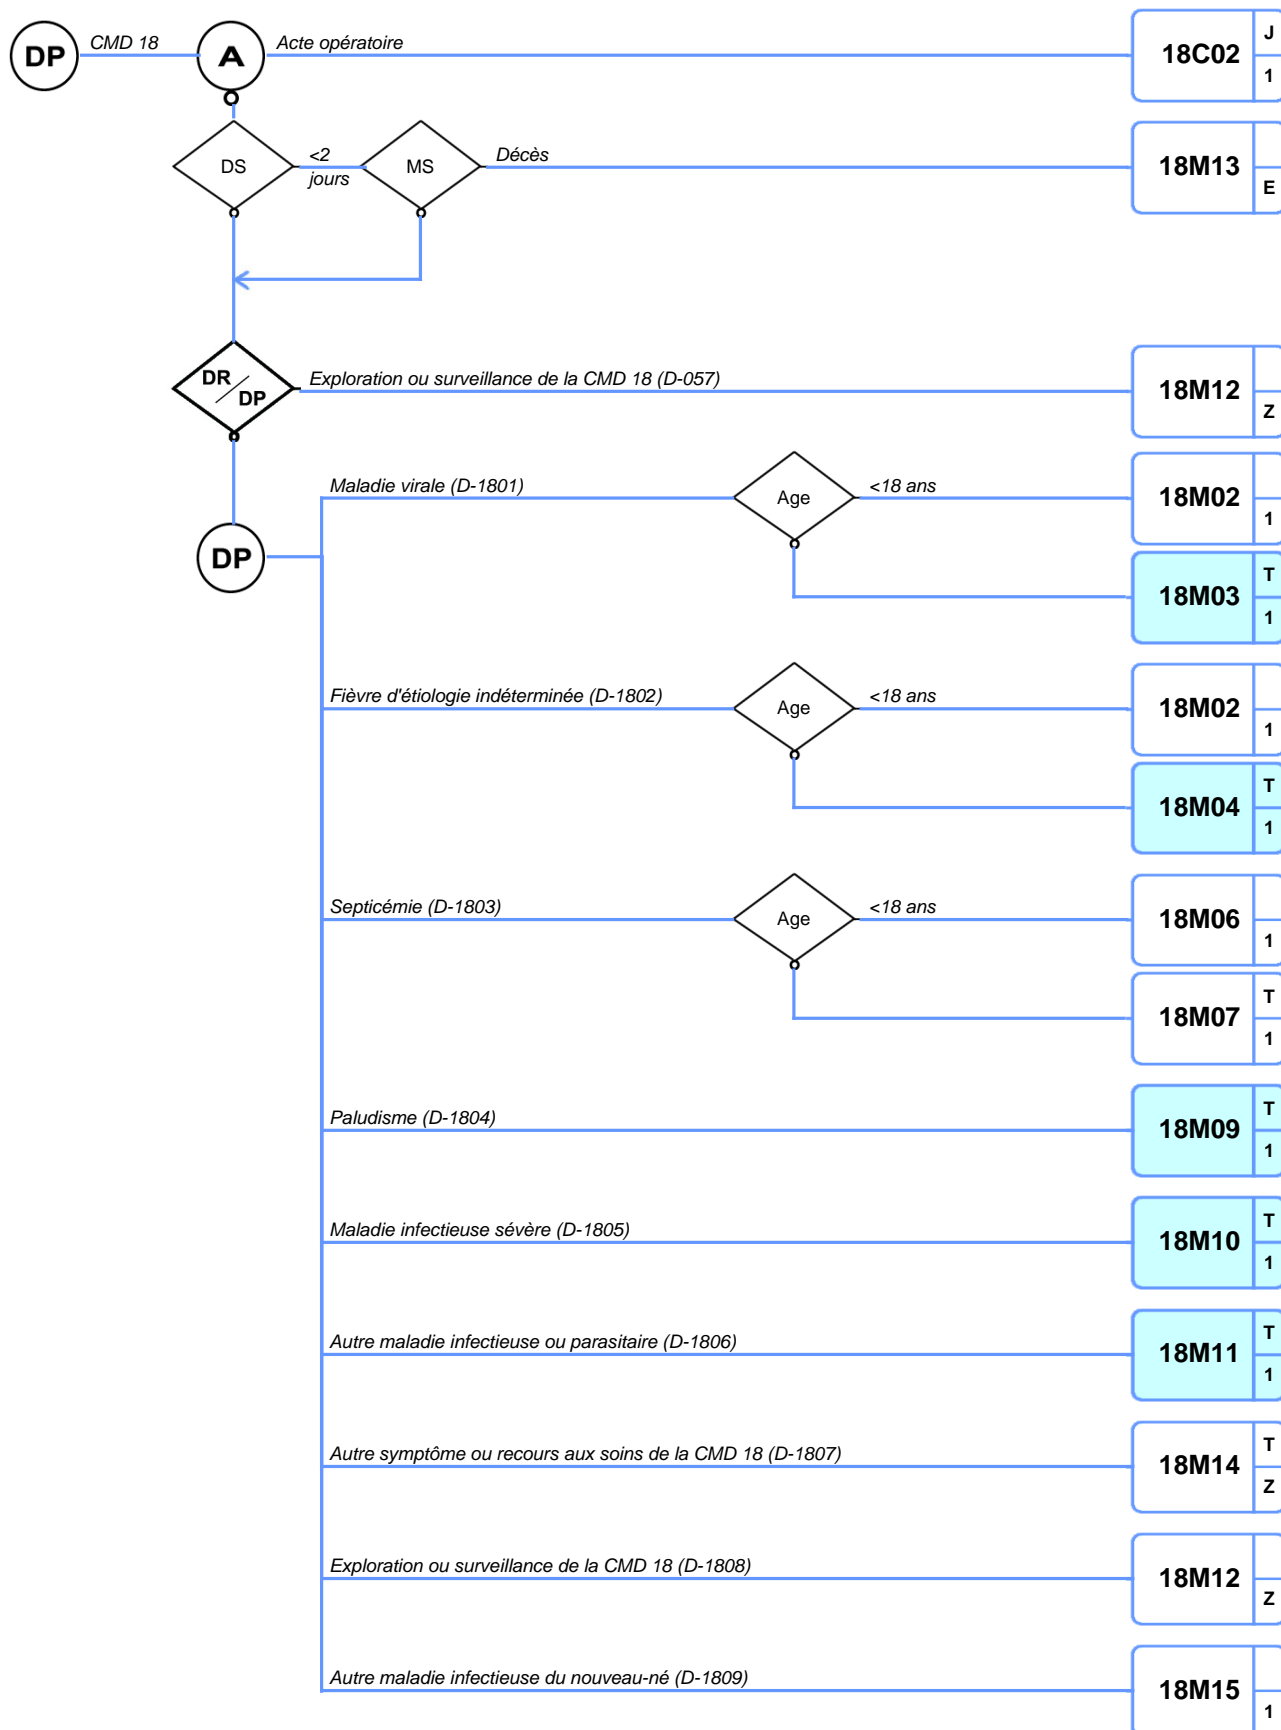 DP
CMD 18
A
Acte opératoire
18C02
J
1
DS
<2
jours
MS
Décès
18M13
E
DR
DP
Exploration ou surveillance de la CMD 18 (D-057)
18M12
Z
DP
Maladie virale (D-1801)
Age
<18 ans
18M02
1
18M03
T
1
Fièvre d'étiologie indéterminée (D-1802)
Age
<18 ans
18M02
1
18M04
T
1
Septicémie (D-1803)
Age
<18 ans
18M06
1
18M07
T
1
Paludisme (D-1804)
18M09
T
1
Maladie infectieuse sévère (D-1805)
18M10
T
1
Autre maladie infectieuse ou parasitaire (D-1806)
18M11
T
1
Autre symptôme ou recours aux soins de la CMD 18 (D-1807)
18M14
T
Z
Exploration ou surveillance de la CMD 18 (D-1808)
18M12
Z
Autre maladie infectieuse du nouveau-né (D-1809)
18M15
1